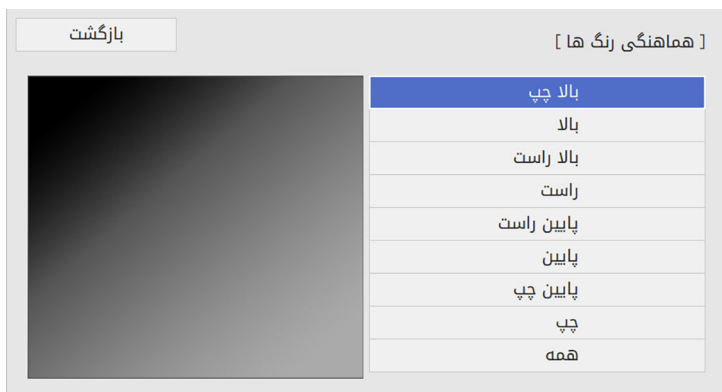 [ هماهنگی رنگ ها ]
بازگشت
بالا چپ
بالا
بالا راست
راست
پایین راست
پایین
پایین چپ
چپ
همه